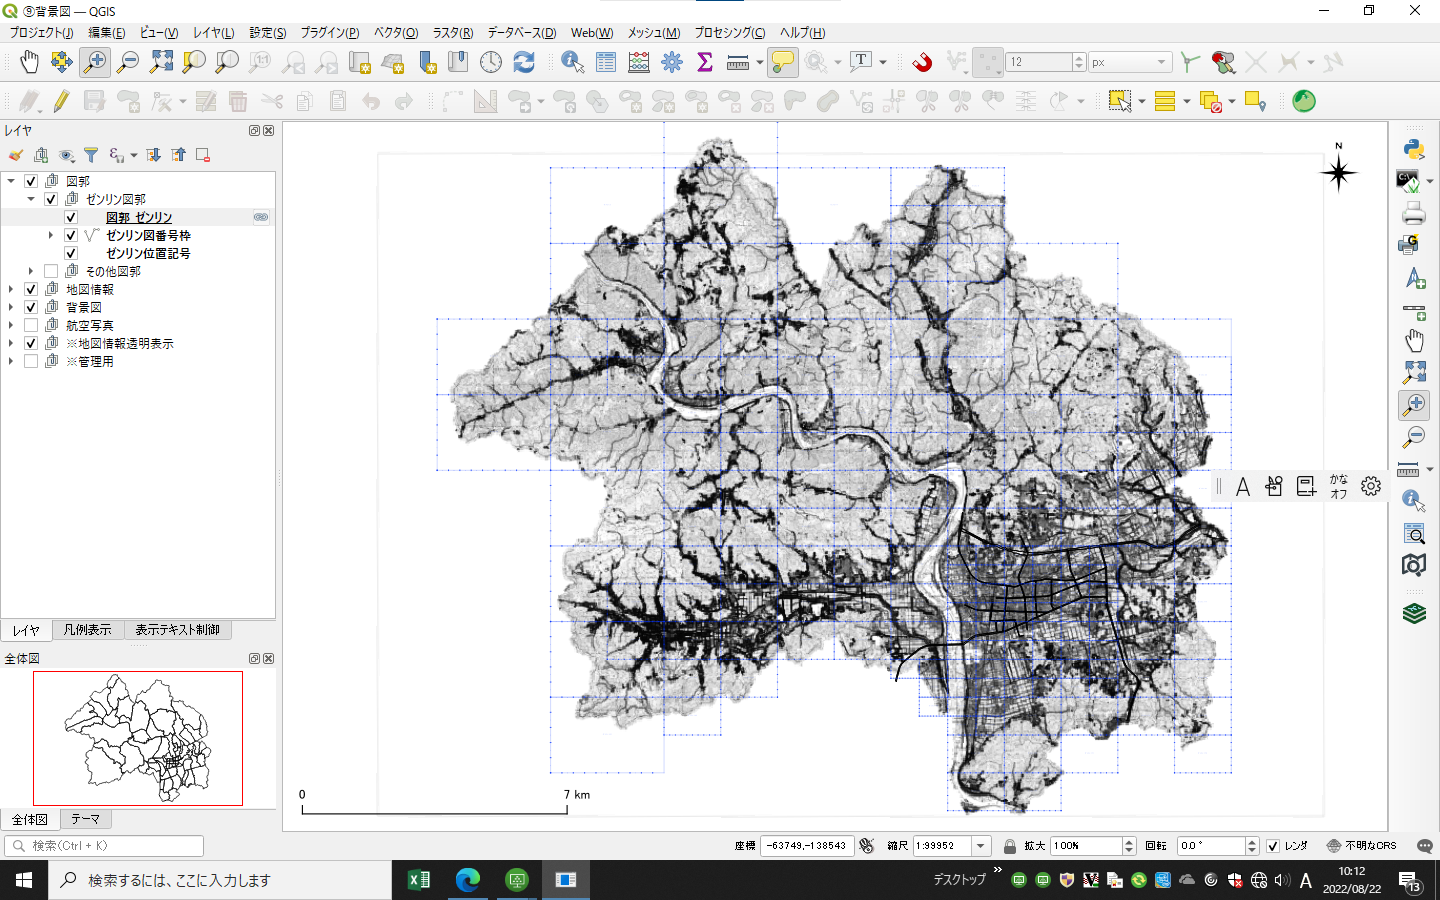 ⑨背景図 — QGIS
プロジェクト(J) 編集(E) ビュー(V) レイヤ(L) 設定(S) プラグイン(P) ベクタ(O) ラスタ(R) データベース(D) Web(W) メッシュ(M) プロセシング(C) ヘルプ(H)
12 px
レイヤ
図郭
ゼンリン図郭
図郭_ゼンリン
ゼンリン図番号枠
ゼンリン位置記号
その他図郭
地図情報
背景図
航空写真
※地図情報透明表示
※管理用
レイヤ 凡例表示 表示テキスト制御
全体図
全体図 テーマ
N
A かな
オフ
0 7 km
検索(Ctrl + K) 座標 -63749,-138543 縮尺 1:99952 拡大 100% 回転 0.0 ° レンダ 不明なCRS
検索するには、ここに入力します デスクトップ A 10:12
2022/08/22 13